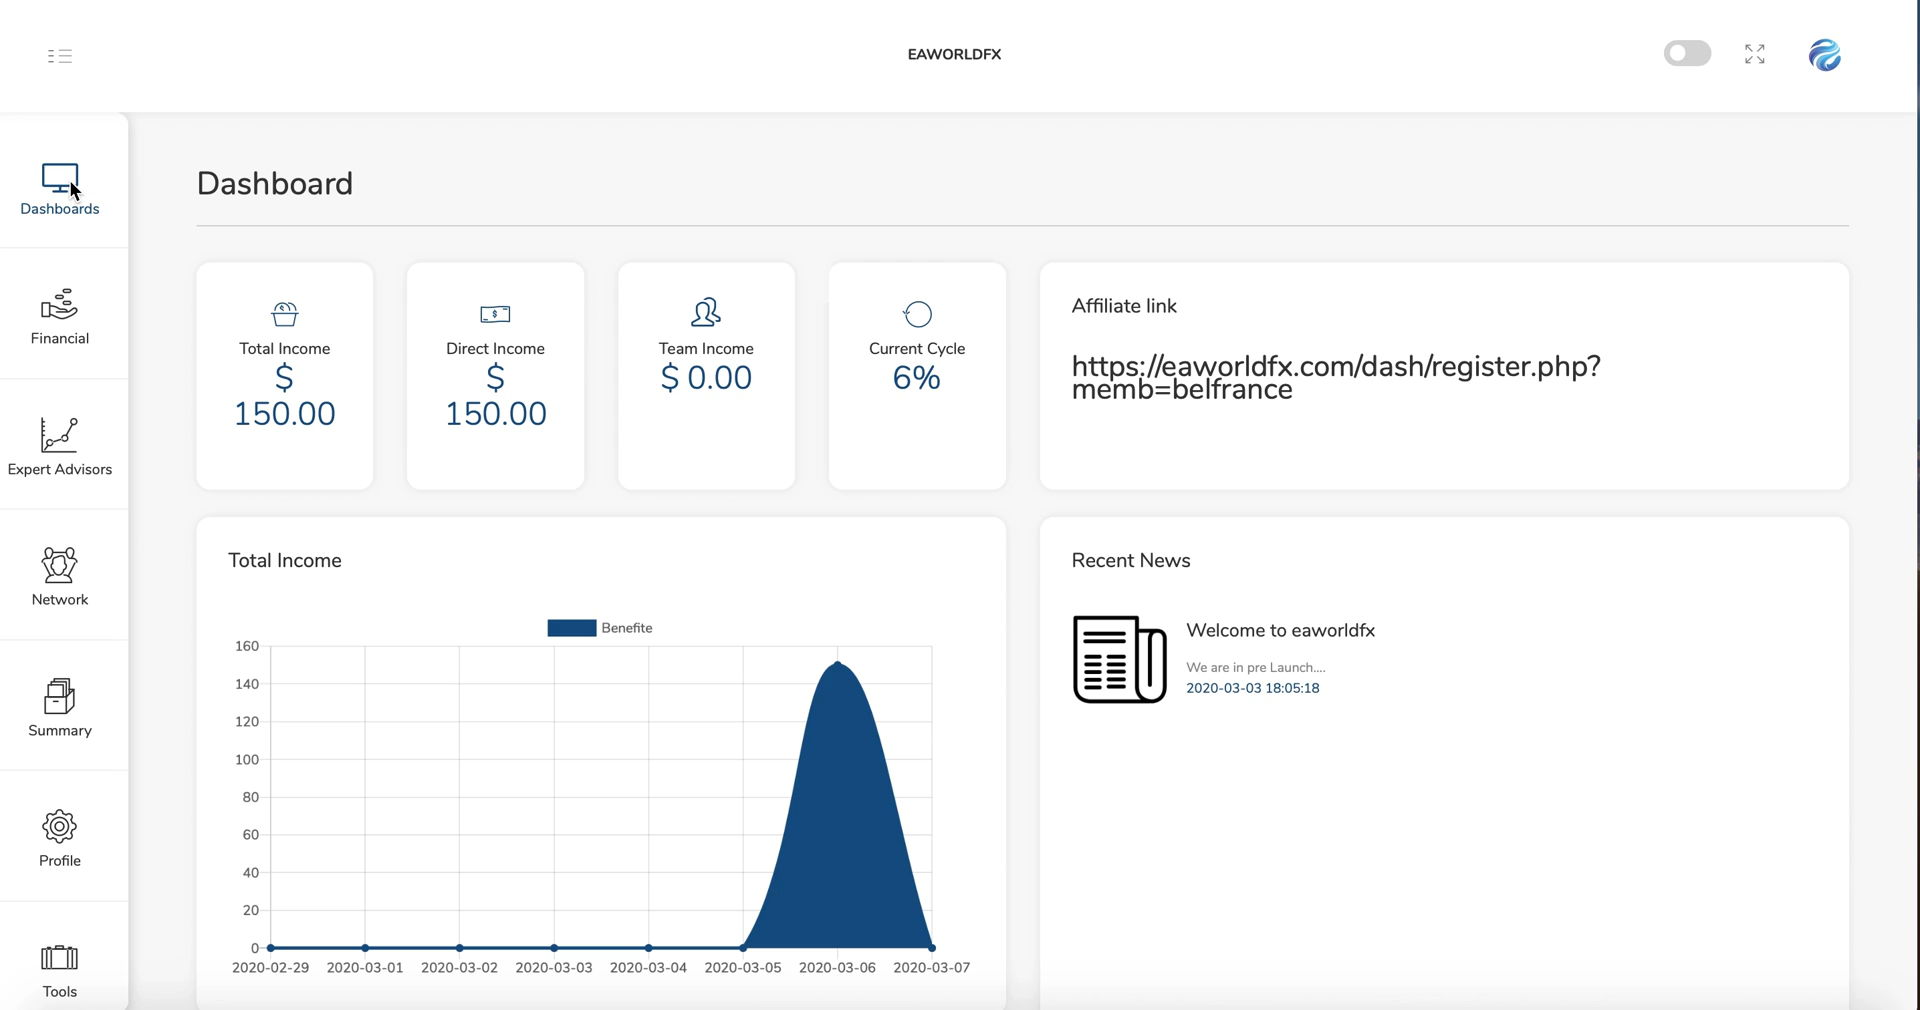 EAWORLDFX
Dashboards
Financial
Expert Advisors
Network
Summary
Profile
Tools
Dashboard
Total Income
$
150.00
Direct Income
$
150.00
Team Income
$ 0.00
Current Cycle
6%
Affiliate link
https://eaworldfx.com/dash/register.php?
memb=belfrance
Total Income
Benefite
160
140
120
100
80
60
40
20
0
2020-02-29 2020-03-01 2020-03-02 2020-03-03 2020-03-04 2020-03-05 2020-03-06 2020-03-07
Recent News
Welcome to eaworldfx
We are in pre Launch....
2020-03-03 18:05:18